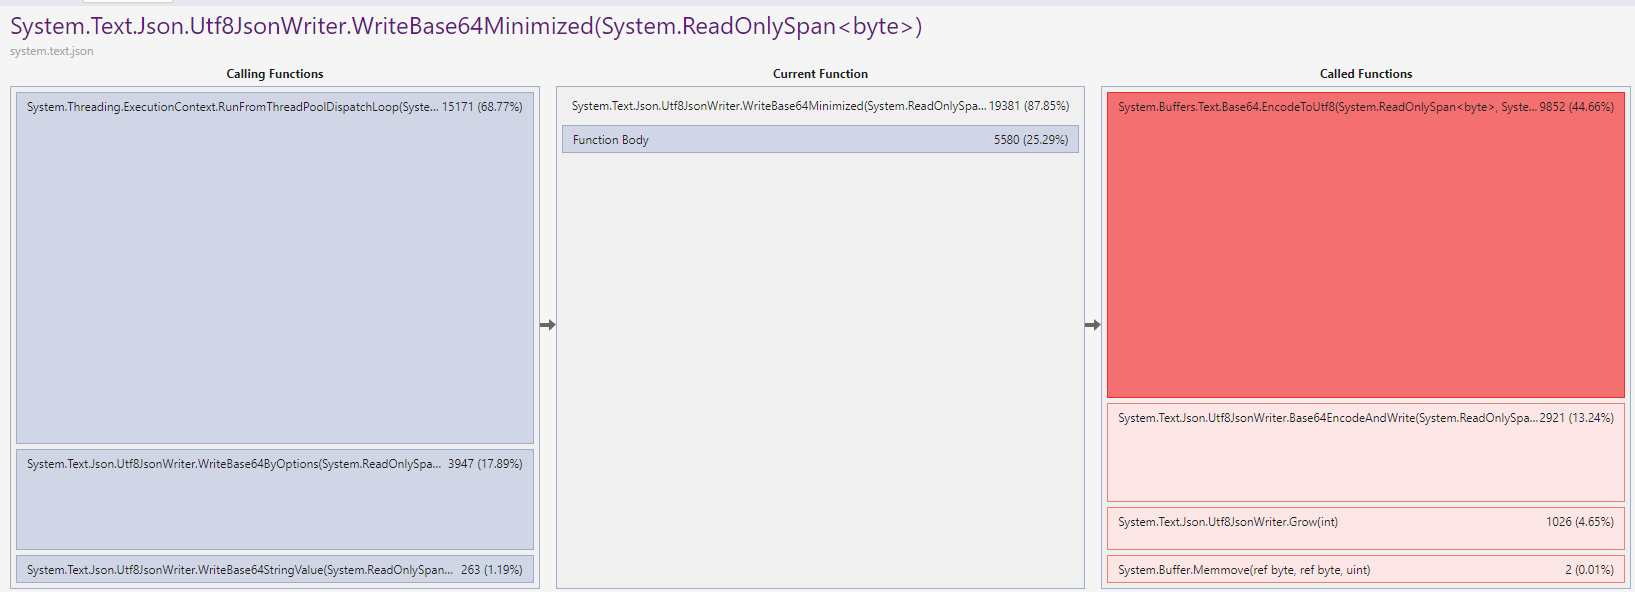 System.Text.Json.Utf8JsonWriter.WriteBase64Minimized(System.ReadOnlySpan<byte>)
system.text.json
Calling Functions
System.Threading.ExecutionContext.RunFromThreadPoolDispatchLoop(Syste... 15171 (68.77%)
System.Text.Json.Utf8JsonWriter.WriteBase64ByOptions(System.ReadOnlySpa... 3947 (17.89%)
System.Text.Json.Utf8JsonWriter.WriteBase64StringValue(System.ReadOnlySpan... 263 (1.19%)
Current Function
System.Text.Json.Utf8JsonWriter.WriteBase64Minimized(System.ReadOnlySpa... 19381 (87.85%)
Function Body 5580 (25.29%)
Called Functions
System.Buffers.Text.Base64.EncodeToUtf8(System.ReadOnlySpan<byte>, Syste... 9852 (44.66%)
System.Text.Json.Utf8JsonWriter.Base64EncodeAndWrite(System.ReadOnlySpa... 2921 (13.24%)
System.Text.Json.Utf8JsonWriter.Grow(int) 1026 (4.65%)
System.Buffer.Memmove(ref byte, ref byte, uint) 2 (0.01%)